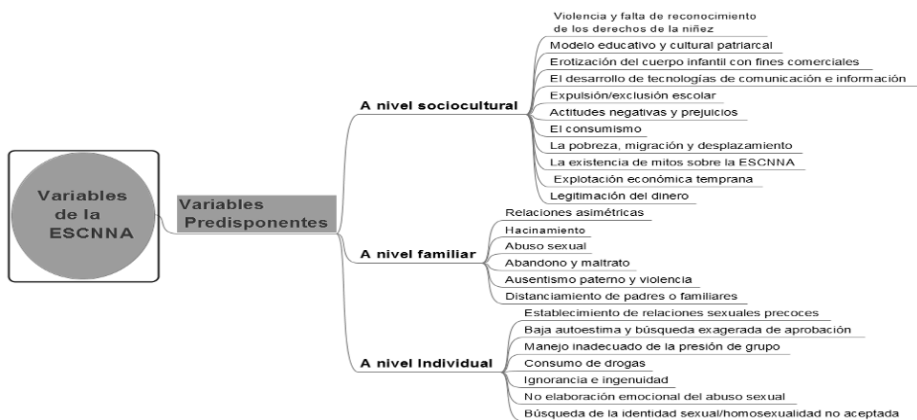 Variables
de la
ESCNNA
Variables
Predisponentes
A nivel sociocultural
Violencia y falta de reconocimiento
de los derechos de la niñez
Modelo educativo y cultural patriarcal
Erotización del cuerpo infantil con fines comerciales
El desarrollo de tecnologías de comunicación e información
Expulsión/exclusión escolar
Actitudes negativas y prejuicios
El consumismo
La pobreza, migración y desplazamiento
La existencia de mitos sobre la ESCNNA
Explotación económica temprana
Legitimación del dinero
A nivel familiar
Relaciones asimétricas
Hacinamiento
Abuso sexual
Abandono y maltrato
Ausentismo paterno y violencia
Distanciamiento de padres o familiares
A nivel Individual
Establecimiento de relaciones sexuales precoces
Baja autoestima y búsqueda exagerada de aprobación
Manejo inadecuado de la presión de grupo
Consumo de drogas
Ignorancia e ingenuidad
No elaboración emocional del abuso sexual
Búsqueda de la identidad sexual/homosexualidad no aceptada